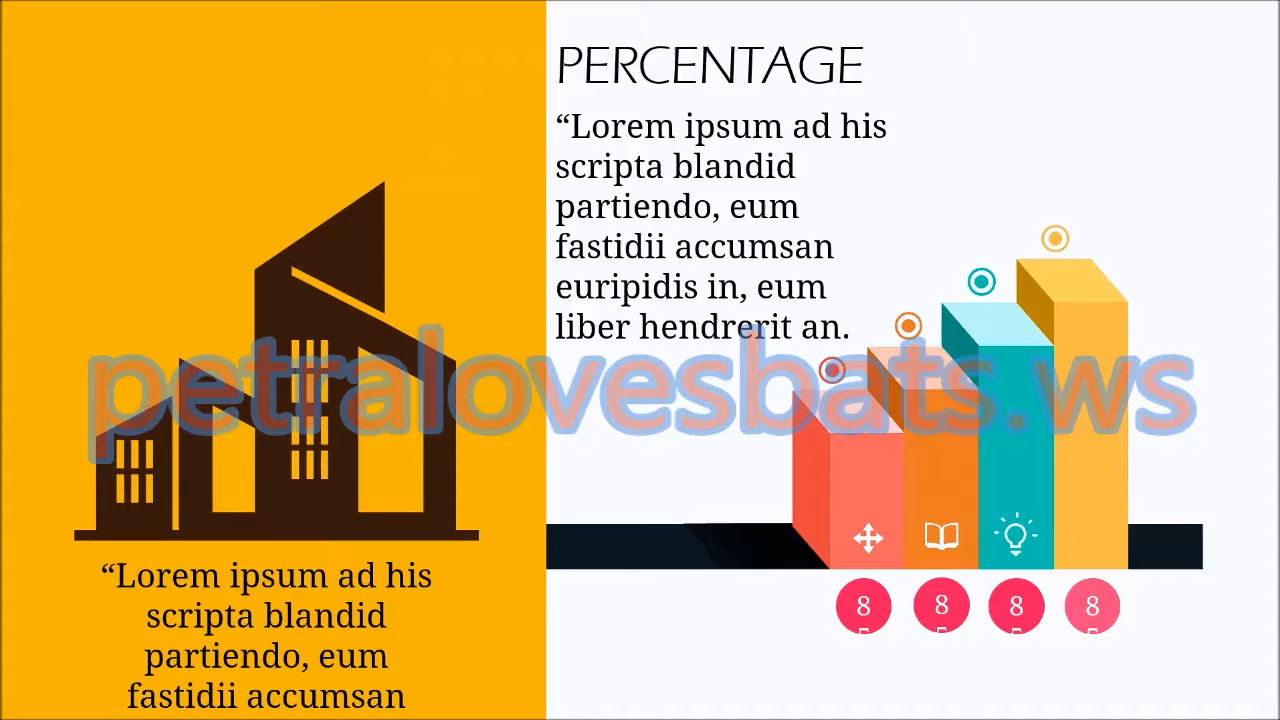 PERCENTAGE
“Lorem ipsum ad his
scripta blandid
partiendo, eum
fastidii accumsan
euripidis in, eum
liber hendrerit an.
petralovesbats.ws
8
8
8
8
“Lorem ipsum ad his
scripta blandid
partiendo, eum
fastidii accumsan